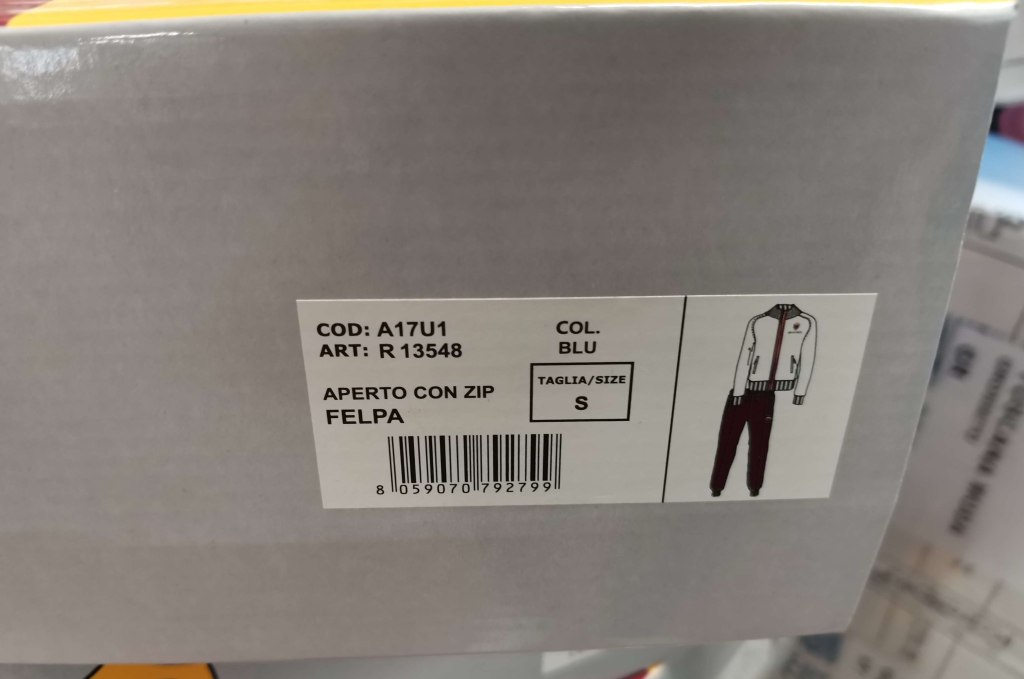 COD: A17U1
ART: R 13548
COL.
BLU
APERTO CON ZIP
FELPA
TAGLIA/SIZE
S
8 059070 792799